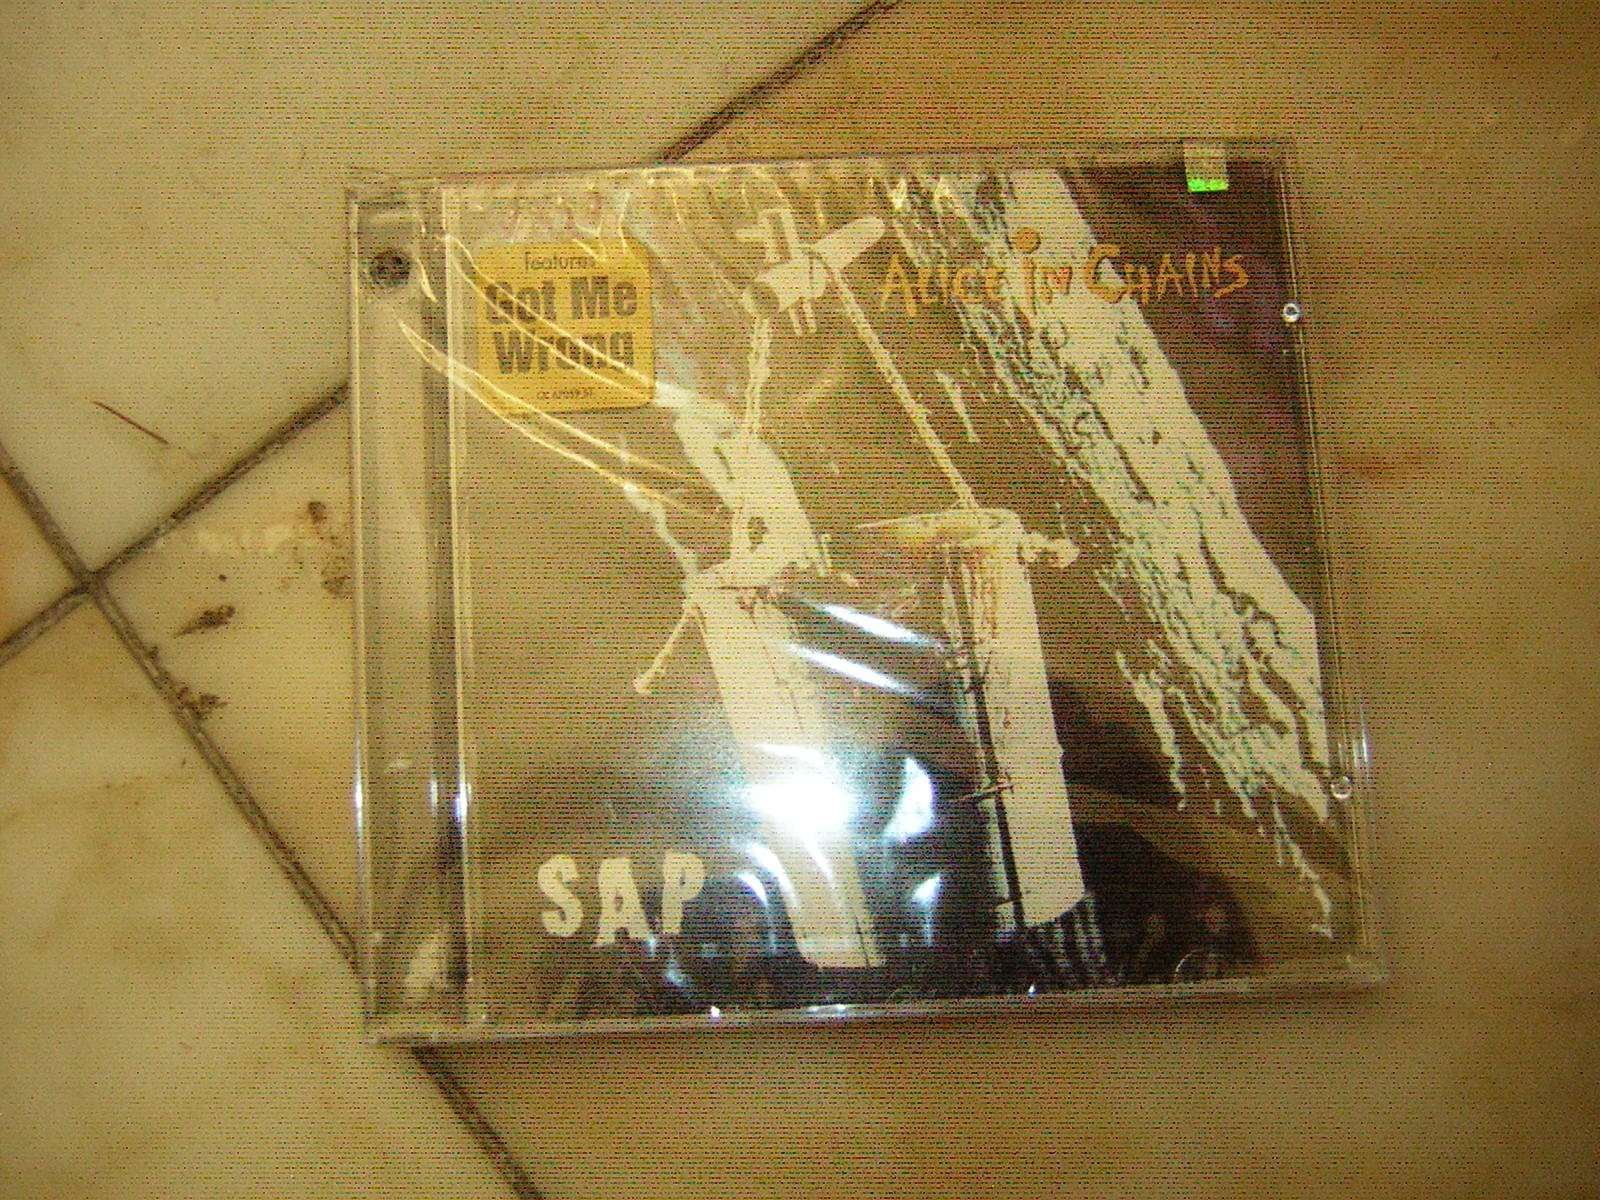 features
Got Me
Wrong
ALICE IN CHAINS
SAP